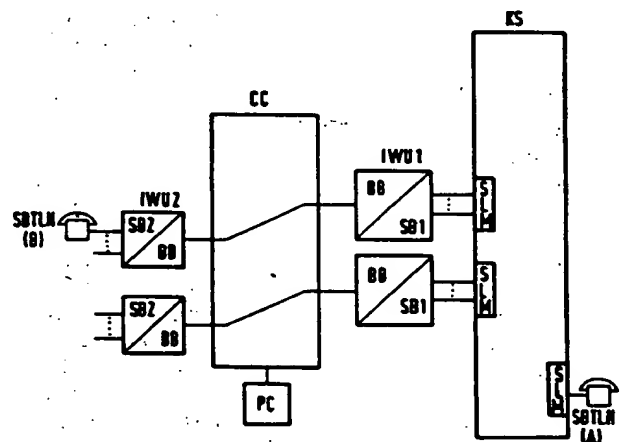 KS
CC
IWU1
IWU2
BB
SB1
SLM
SBTLN
(B)
SB2
BB
BB
SB1
SLM
SB2
BB
PC
SLM
SBTLN
(A)